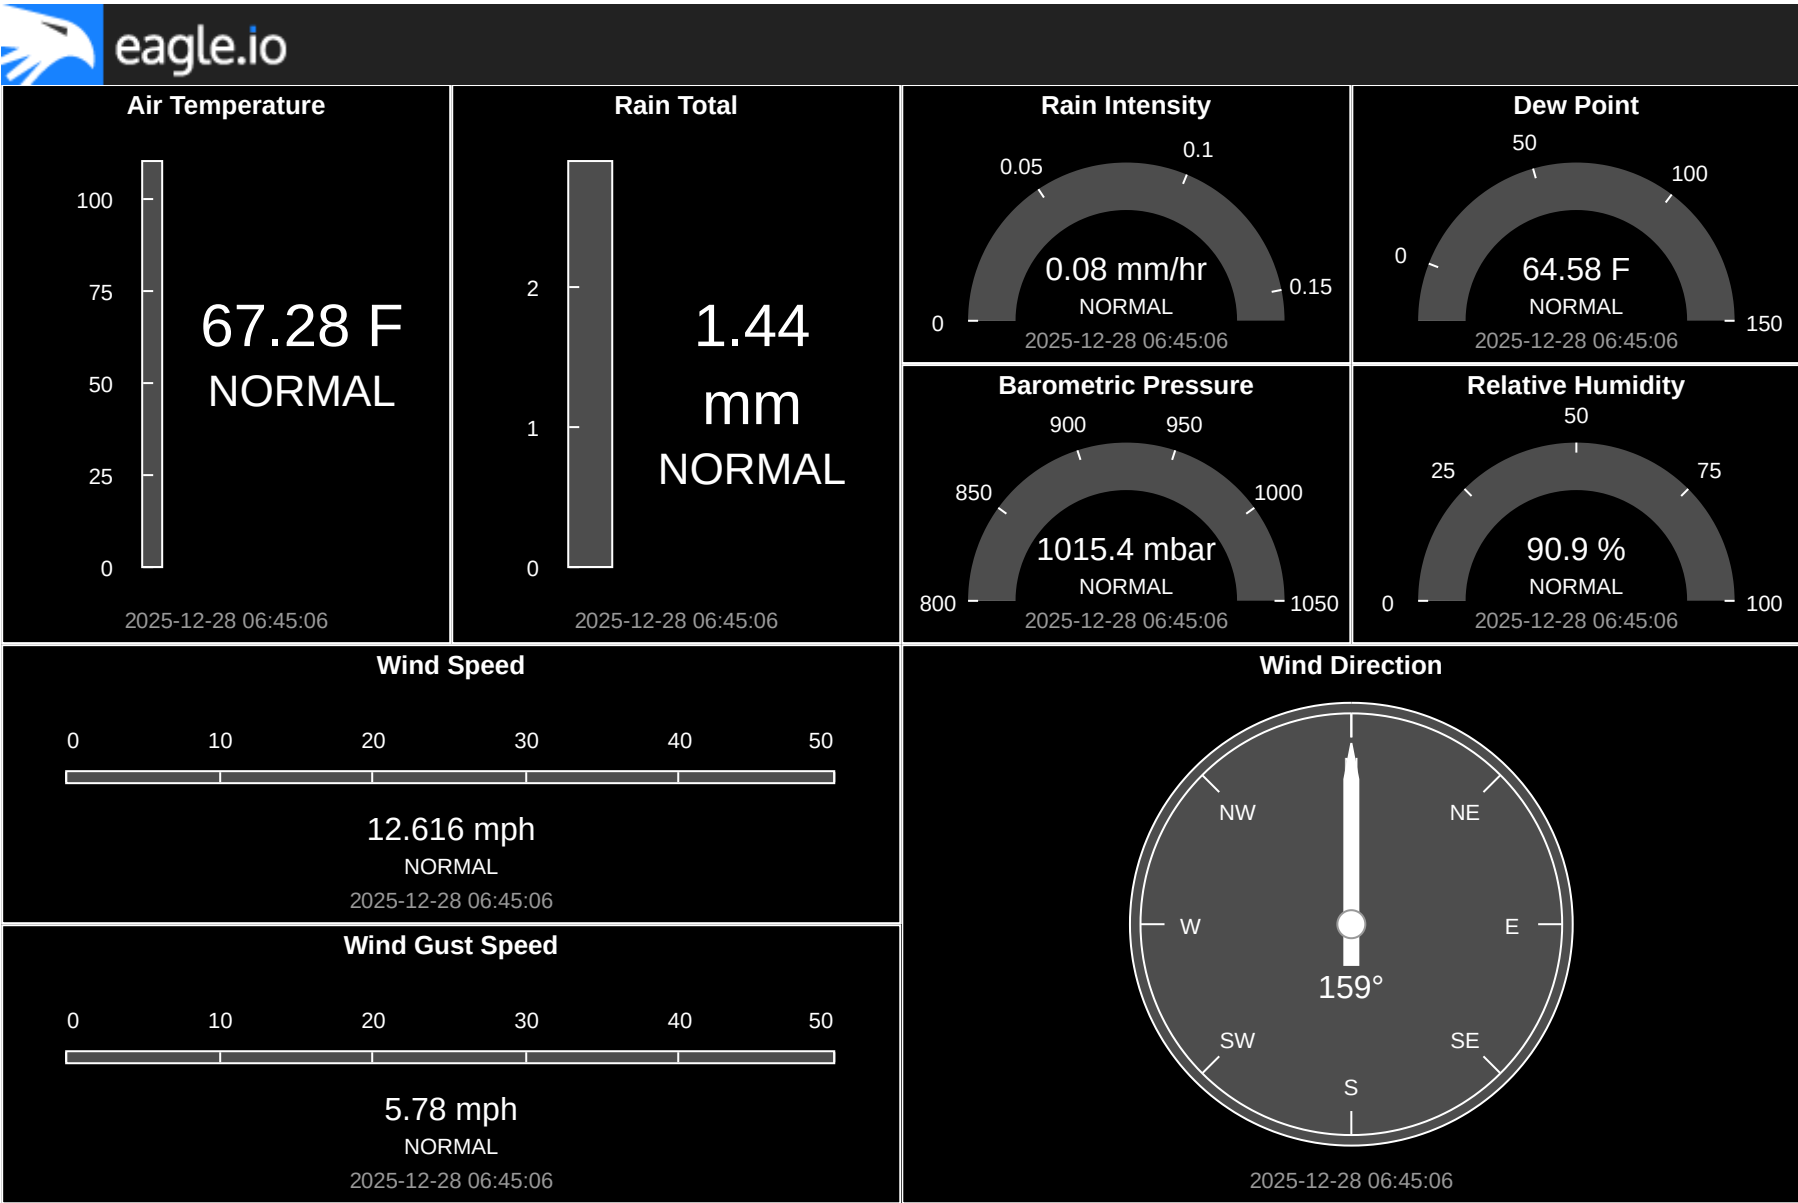 eagle.io
Air Temperature
100
75
50
25
0
67.28 F
NORMAL
2025-12-28 06:45:06
Rain Total
2
1
0
1.44
mm
NORMAL
2025-12-28 06:45:06
Rain Intensity
0
0.05
0.1
0.15
0.08 mm/hr
NORMAL
2025-12-28 06:45:06
Dew Point
0
50
100
150
64.58 F
NORMAL
2025-12-28 06:45:06
Barometric Pressure
800
850
900
950
1000
1050
1015.4 mbar
NORMAL
2025-12-28 06:45:06
Relative Humidity
0
25
50
75
100
90.9 %
NORMAL
2025-12-28 06:45:06
Wind Speed
0 10 20 30 40 50
12.616 mph
NORMAL
2025-12-28 06:45:06
Wind Gust Speed
0 10 20 30 40 50
5.78 mph
NORMAL
2025-12-28 06:45:06
Wind Direction
NW NE
W E
159°
SW SE
S
2025-12-28 06:45:06